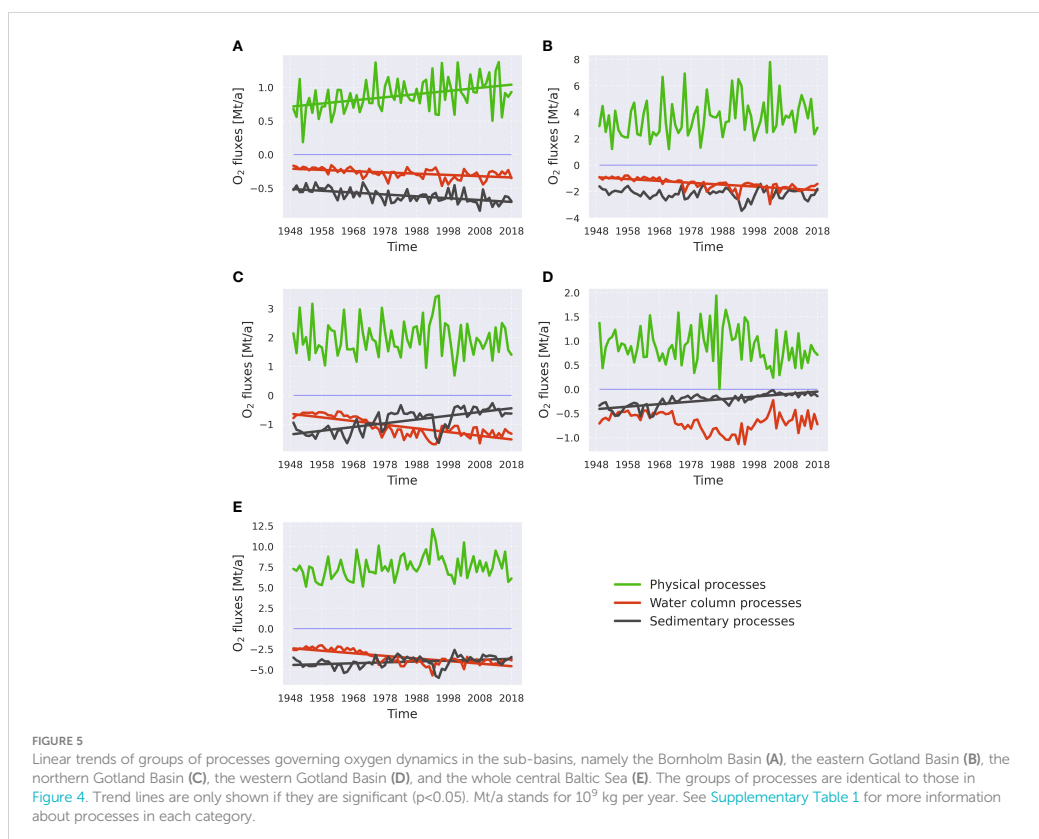 A
O₂ fluxes [Mt/a]
1.0
0.5
0.0
−0.5
1948 1958 1968 1978 1988 1998 2008 2018
Time
B
O₂ fluxes [Mt/a]
8
6
4
2
0
−2
−4
1948 1958 1968 1978 1988 1998 2008 2018
Time
C
O₂ fluxes [Mt/a]
3
2
1
0
−1
1948 1958 1968 1978 1988 1998 2008 2018
Time
D
O₂ fluxes [Mt/a]
2.0
1.5
1.0
0.5
0.0
−0.5
−1.0
1948 1958 1968 1978 1988 1998 2008 2018
Time
E
O₂ fluxes [Mt/a]
12.5
10.0
7.5
5.0
2.5
0.0
−2.5
−5.0
1948 1958 1968 1978 1988 1998 2008 2018
Time
Physical processes
Water column processes
Sedimentary processes
FIGURE 5
Linear trends of groups of processes governing oxygen dynamics in the sub-basins, namely the Bornholm Basin (A), the eastern Gotland Basin (B), the
northern Gotland Basin (C), the western Gotland Basin (D), and the whole central Baltic Sea (E). The groups of processes are identical to those in
Figure 4. Trend lines are only shown if they are significant (p<0.05). Mt/a stands for 10⁹ kg per year. See Supplementary Table 1 for more information
about processes in each category.